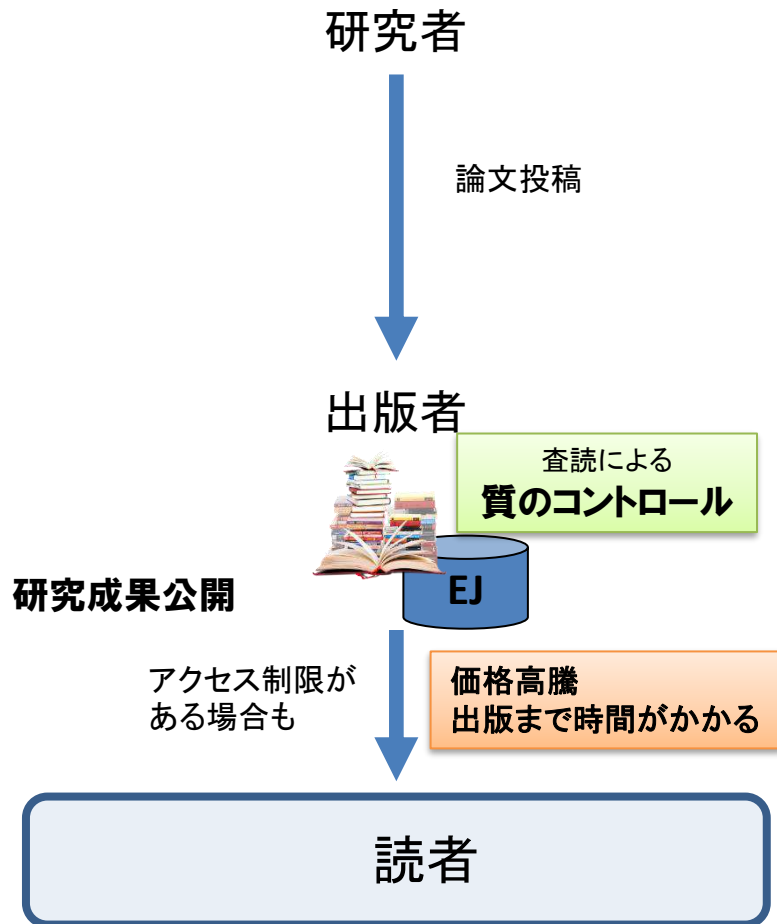 研究者
論文投稿
出版者
査読による
質のコントロール
EJ
研究成果公開
アクセス制限が
ある場合も
価格高騰
出版まで時間がかかる
読者